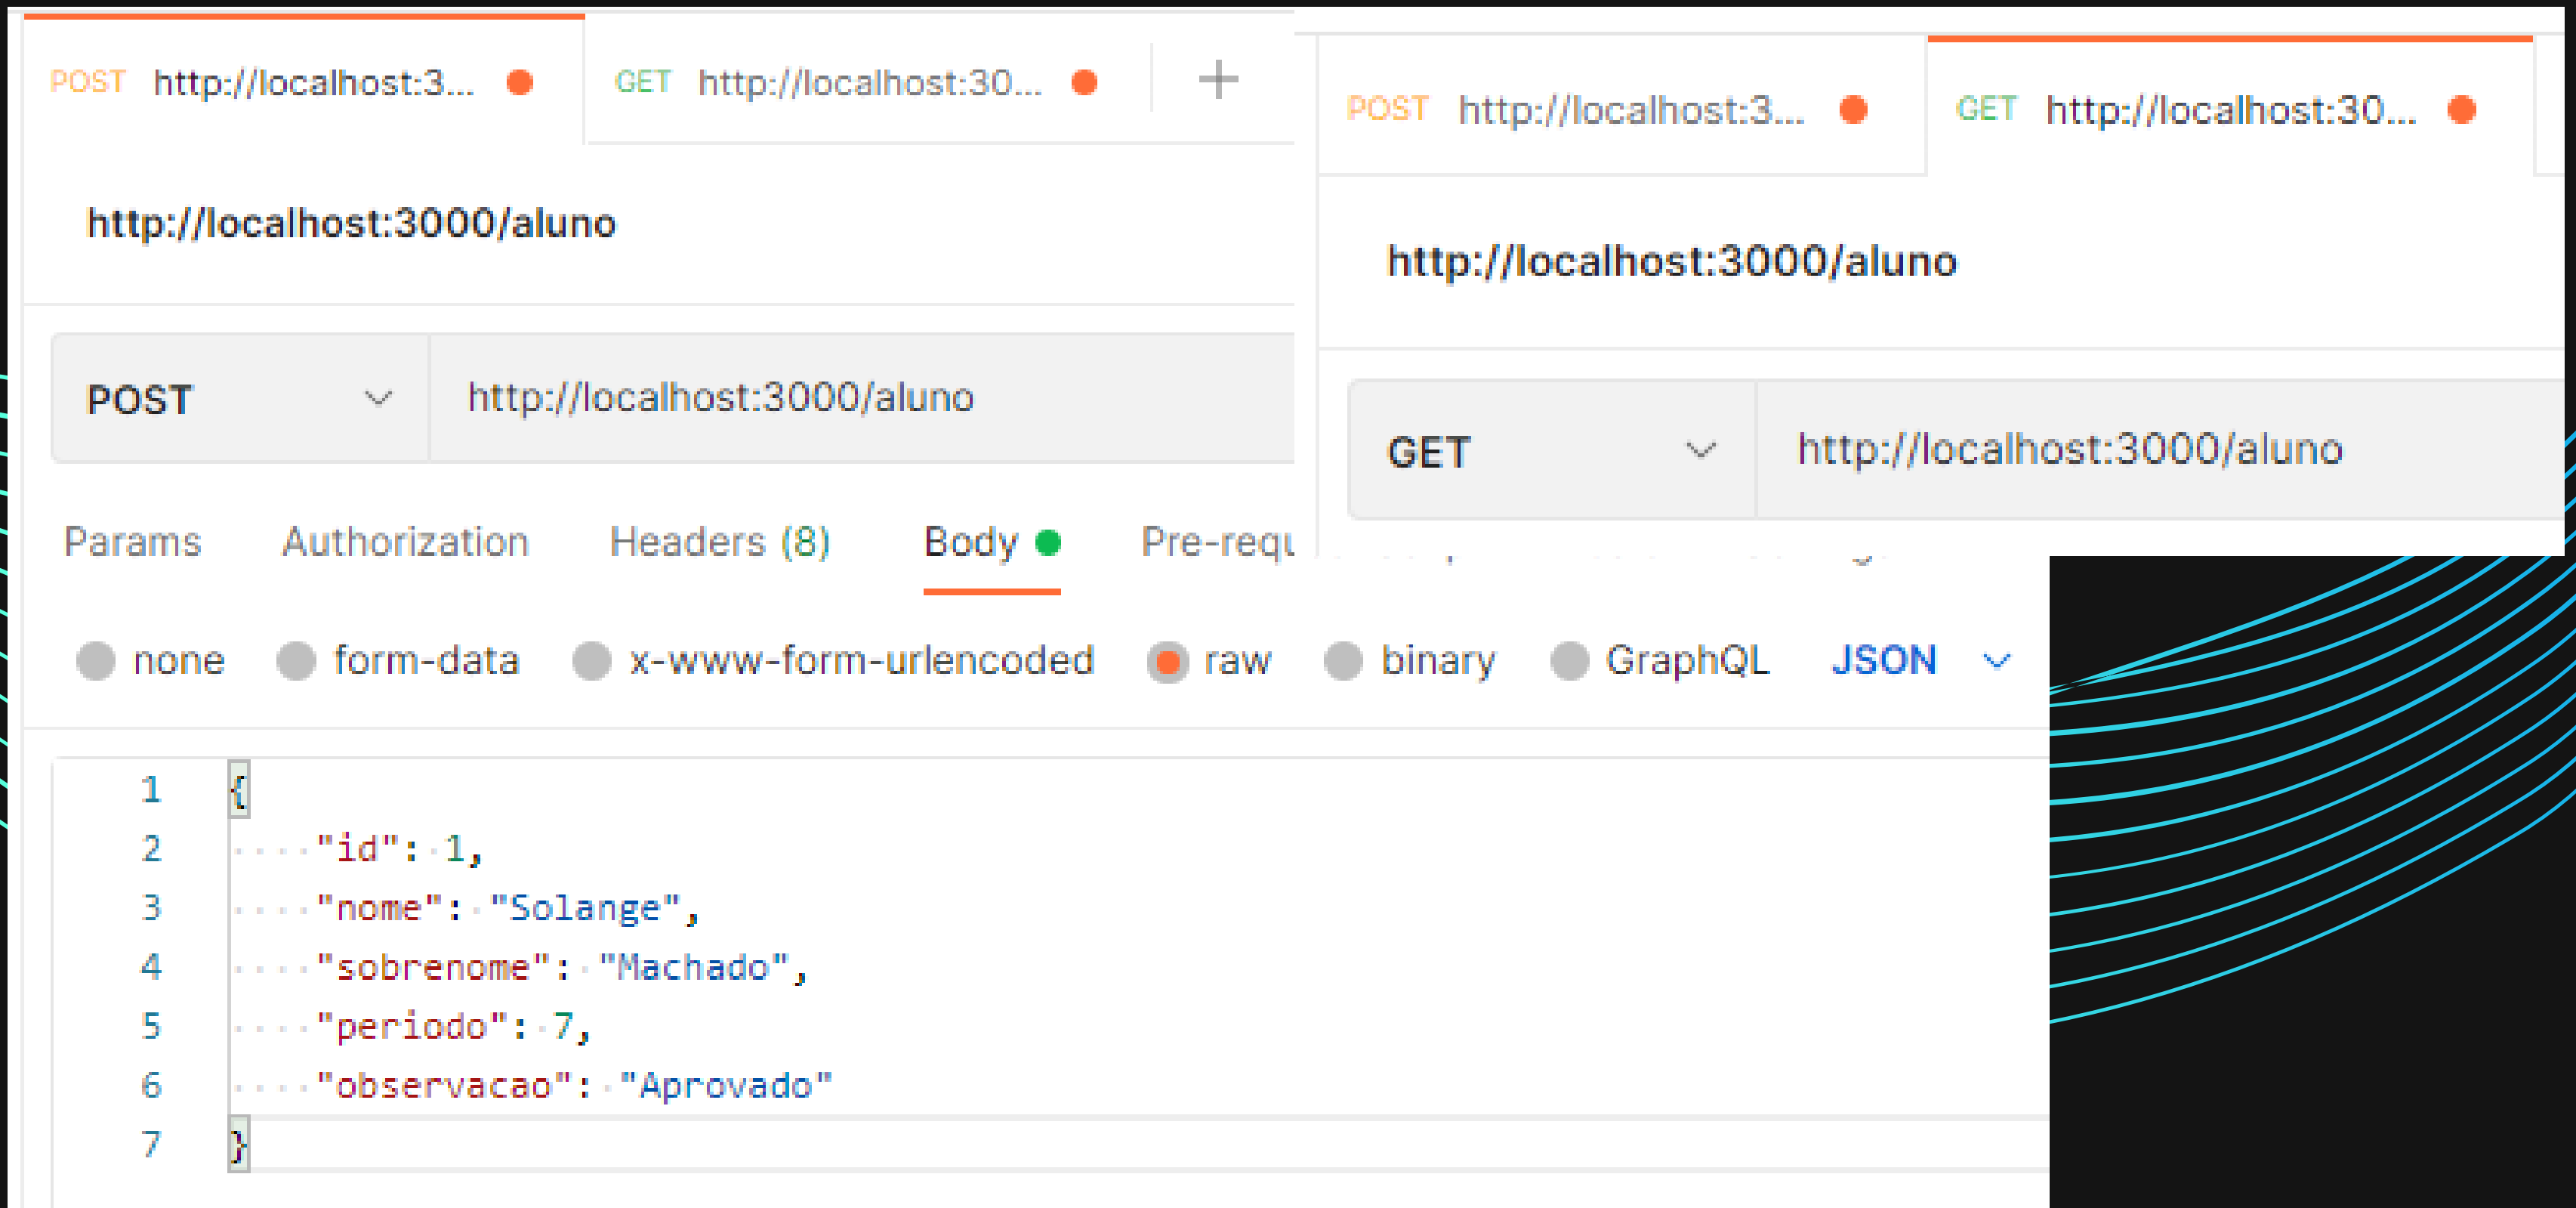 POST http://localhost:3... GET http://localhost:30... +
http://localhost:3000/aluno
POST http://localhost:3000/aluno
Params Authorization Headers (8) Body Pre-requ
none form-data x-www-form-urlencoded raw binary GraphQL JSON
1 {
2 "id": 1,
3 "nome": "Solange",
4 "sobrenome": "Machado",
5 "periodo": 7,
6 "observacao": "Aprovado"
7 }
POST http://localhost:3... GET http://localhost:30...
http://localhost:3000/aluno
GET http://localhost:3000/aluno